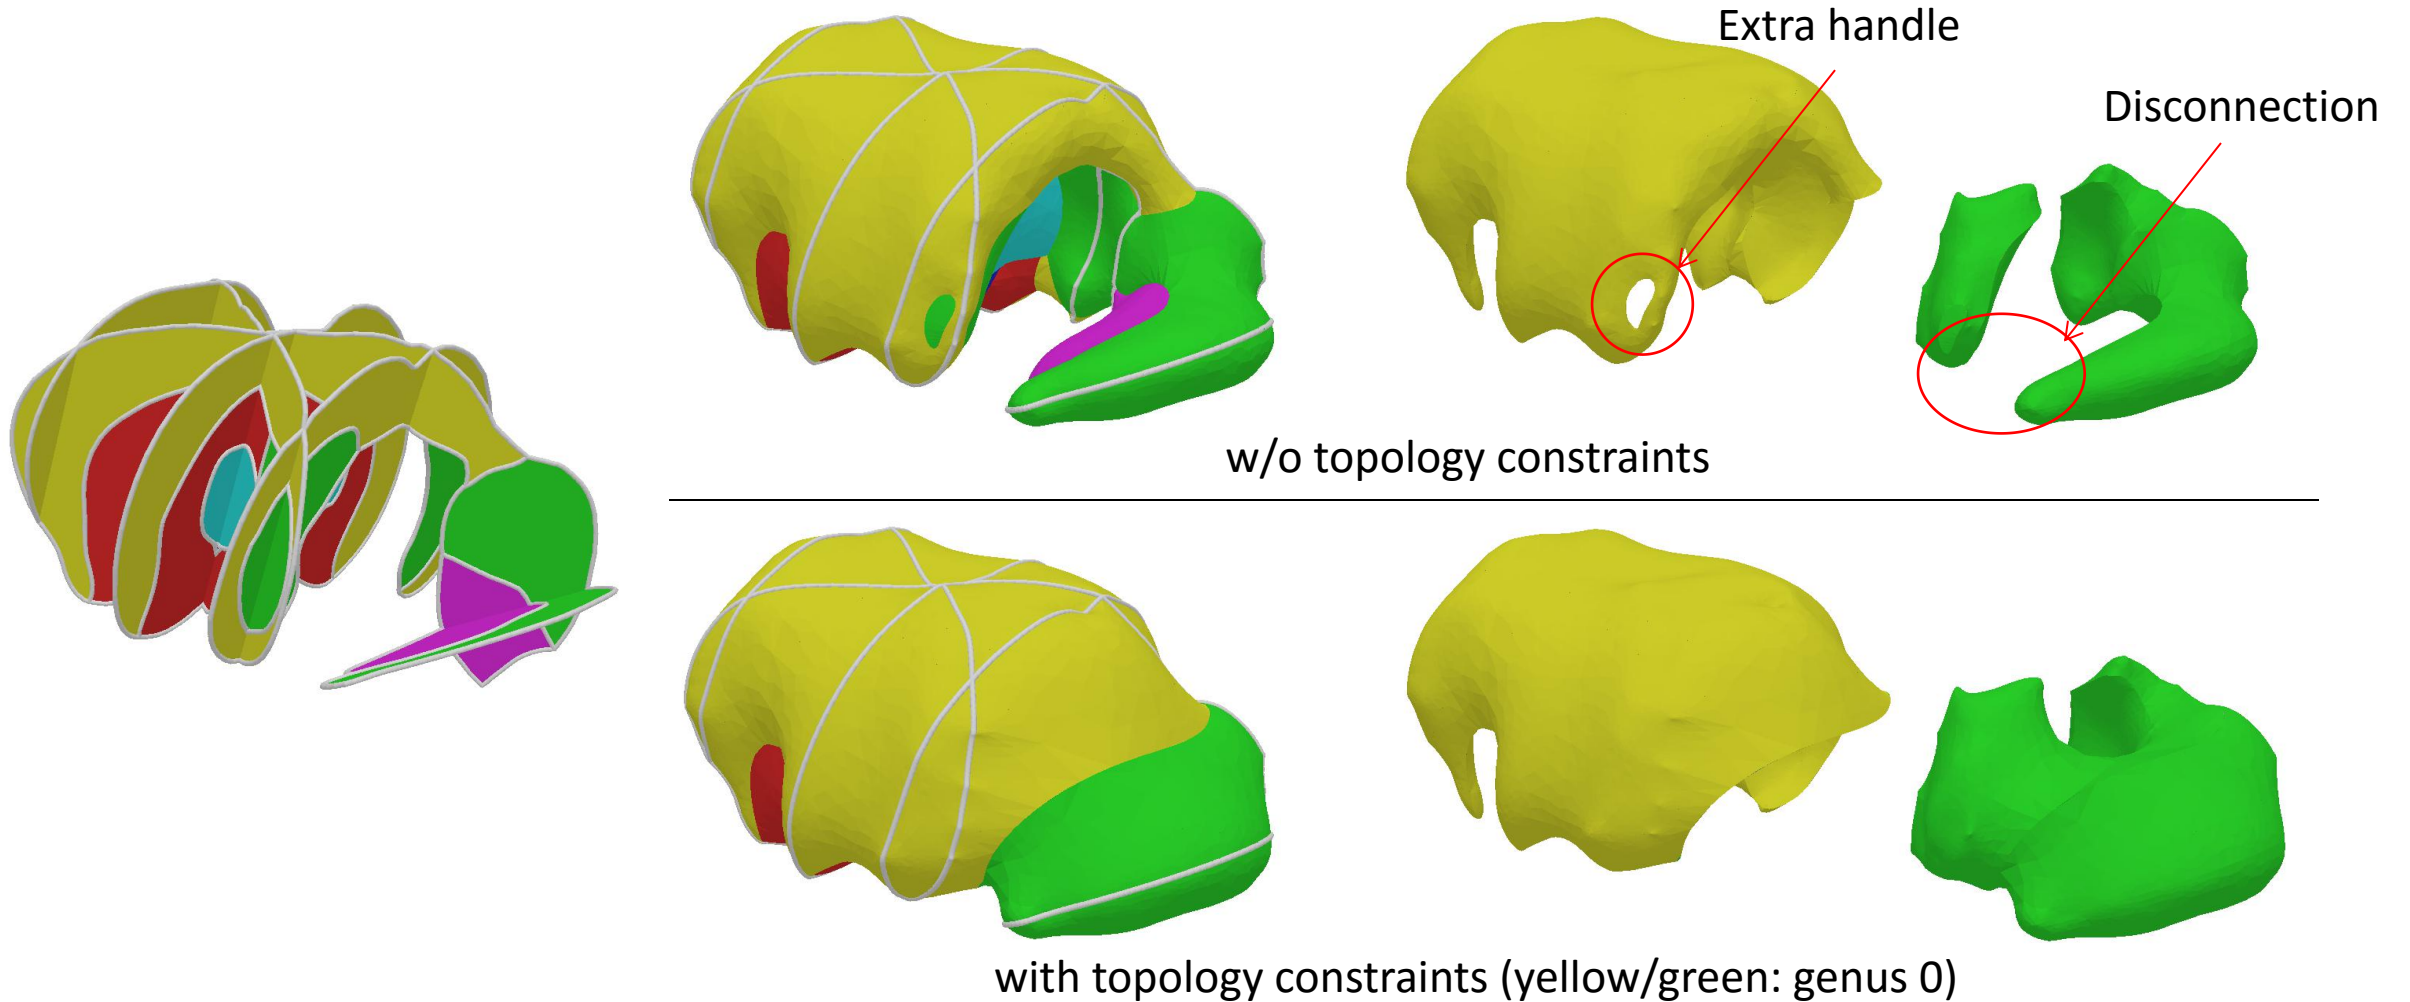 Extra handle
Disconnection
w/o topology constraints
with topology constraints (yellow/green: genus 0)